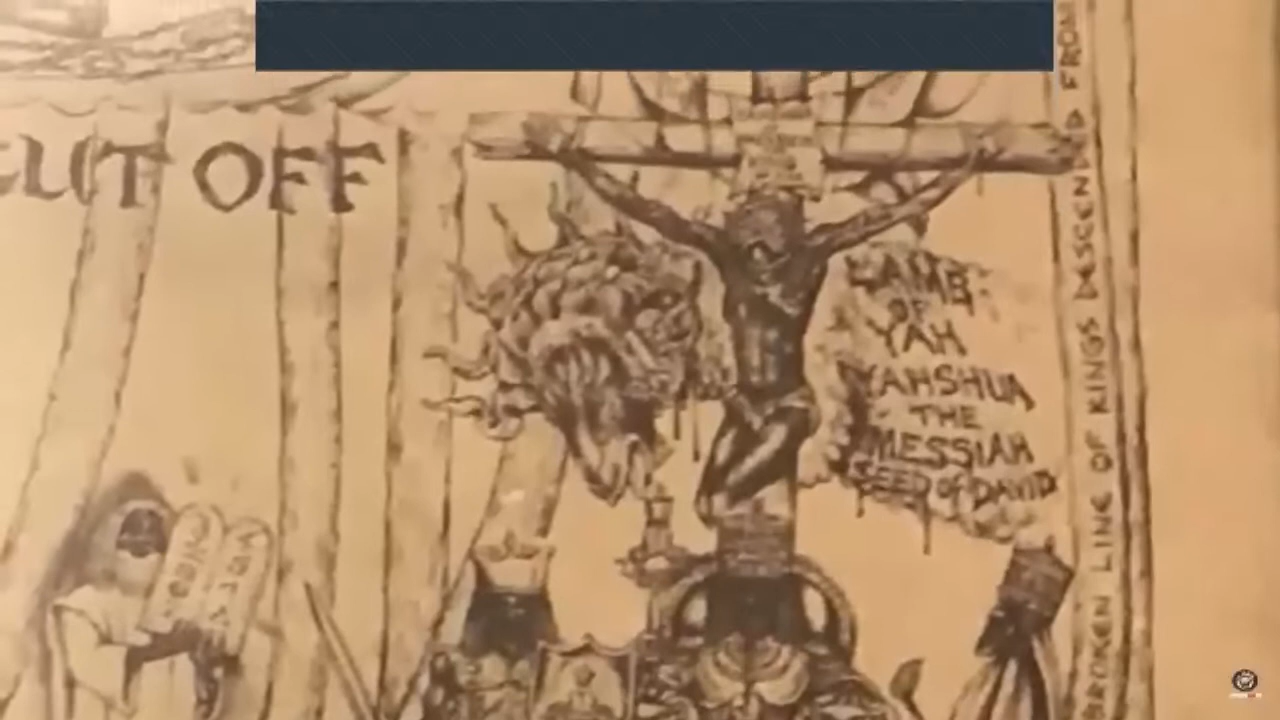 CUT OFF
LAMB
OF
YAH
YAHSHUA
THE
MESSIAH
SEED OF DAVID
BROKEN LINE OF KINGS DESCENDED FROM